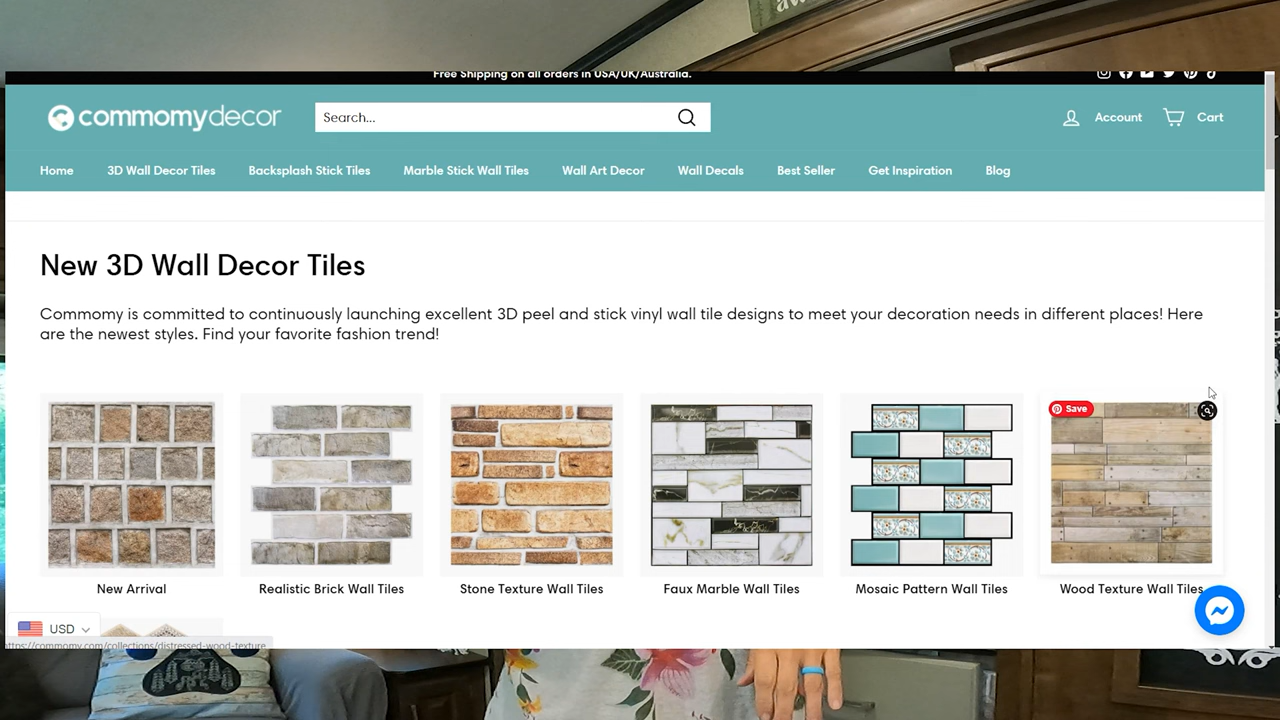 Free Shipping on all orders in USA/UK/Australia.
commomydecor
Search...
Account
Cart
Home
3D Wall Decor Tiles
Backsplash Stick Tiles
Marble Stick Wall Tiles
Wall Art Decor
Wall Decals
Best Seller
Get Inspiration
Blog
New 3D Wall Decor Tiles
Commomy is committed to continuously launching excellent 3D peel and stick vinyl wall tile designs to meet your decoration needs in different places! Here
are the newest styles. Find your favorite fashion trend!
Save
New Arrival
Realistic Brick Wall Tiles
Stone Texture Wall Tiles
Faux Marble Wall Tiles
Mosaic Pattern Wall Tiles
Wood Texture Wall Tiles
USD
https://commomy.com/collections/distressed-wood-texture